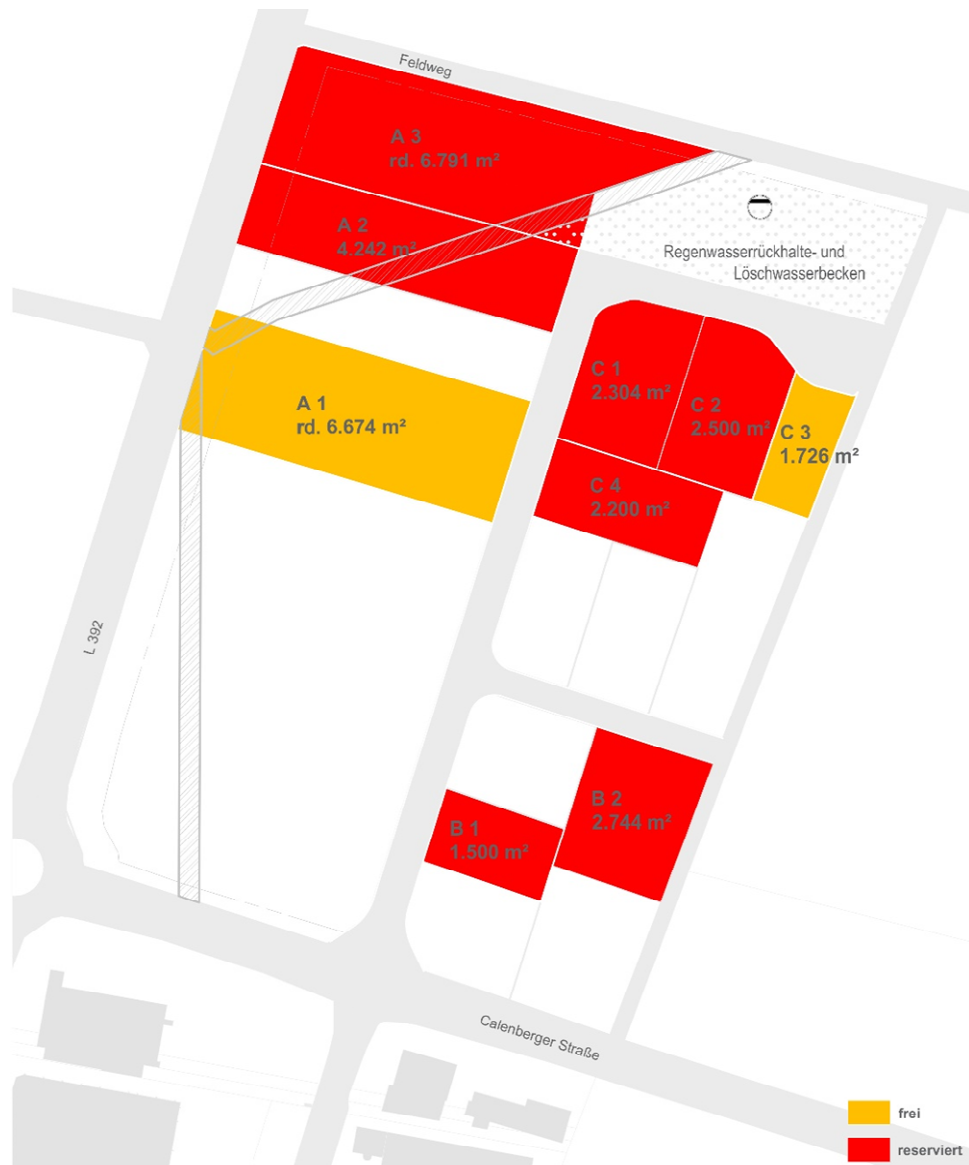 Feldweg
A 3
rd. 6.791 m²
A 2
4.242 m²
Regenwasserrückhalte- und
Löschwasserbecken
C 1
2.304 m²
C 2
2.500 m²
C 3
1.726 m²
A 1
rd. 6.674 m²
C 4
2.200 m²
L 392
B 2
2.744 m²
B 1
1.500 m²
Calenberger Straße
frei
reserviert